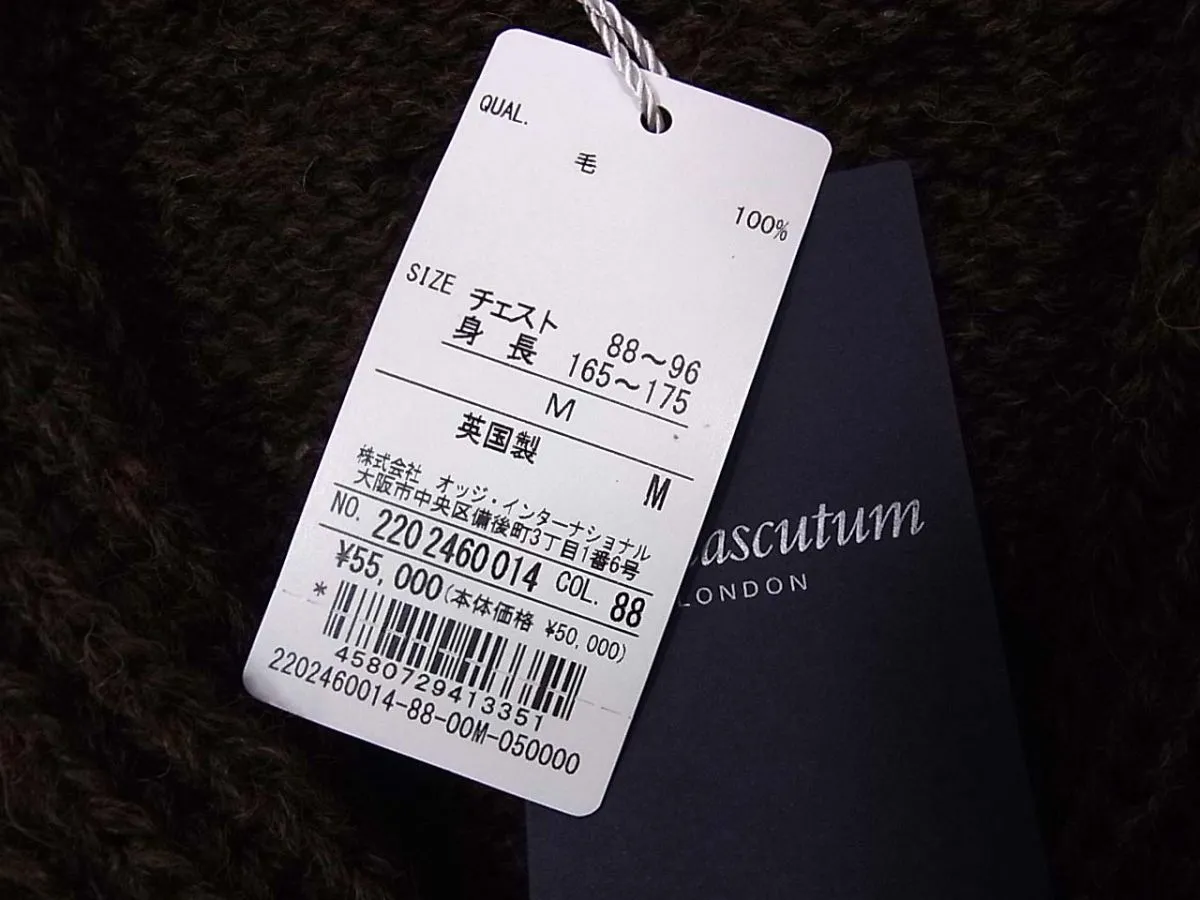 QUAL.
毛
100%
SIZE チェスト 88～96
身 長 165～175
M
英国製
M
株式会社 オッジ・インターナショナル
大阪市中央区備後町3丁目1番6号
NO. 2202460014 COL. 88
¥55,000(本体価格 ¥50,000)
*
4580729413351
2202460014-88-00M-050000
ascutum
LONDON